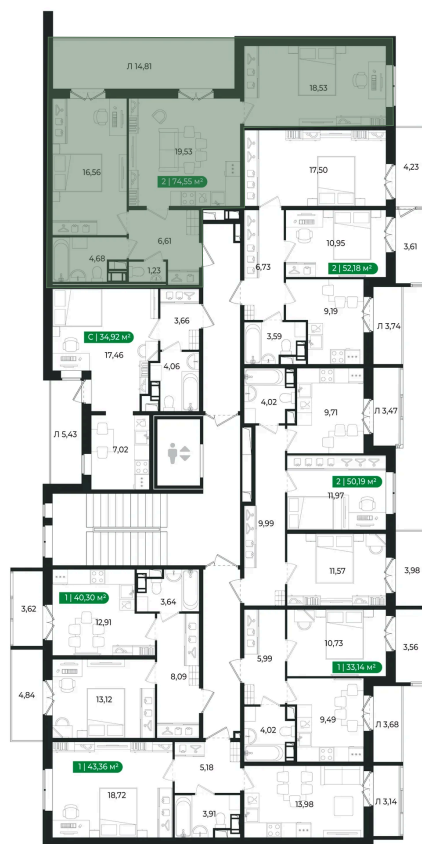 Л 14,81
18,53
16,56
19,53
2 | 74,55 м²
17,50
4,23
6,61
4,68
1,23
6,73
10,95
2 | 52,18 м²
3,61
9,19
3,59
Л 3,74
3,66
С | 34,92 м²
17,46
4,06
4,02
9,71
Л 3,47
Л 5,43
7,02
2 | 50,19 м²
11,97
9,99
11,57
3,98
3,62
1 | 40,30 м²
12,91
3,64
10,73
1 | 33,14 м²
3,56
5,99
4,84
13,12
8,09
9,49
4,02
Л 3,68
1 | 43,36 м²
18,72
5,18
3,91
13,98
Л 3,14